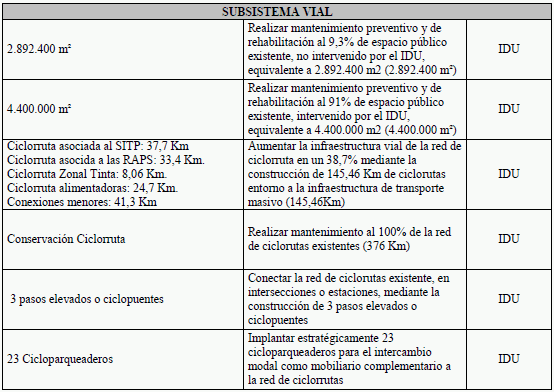 SUBSISTEMA VIAL
2.892.400 m²
Realizar mantenimiento preventivo y de
rehabilitación al 9,3% de espacio público
existente, no intervenido por el IDU,
equivalente a 2.892.400 m2 (2.892.400 m²)
IDU
4.400.000 m²
Realizar mantenimiento preventivo y de
rehabilitación al 91% de espacio público
existente, intervenido por el IDU,
equivalente a 4.400.000 m2 (4.400.000 m²)
IDU
Ciclorruta asociada al SITP: 37,7 Km
Ciclorruta asocida a las RAPS: 33,4 Km.
Ciclorruta Zonal Tinta: 8,06 Km.
Ciclorruta alimentadoras: 24,7 Km.
Conexiones menores: 41,3 Km
Aumentar la infraestructura vial de la red de
ciclorruta en un 38,7% mediante la
construcción de 145,46 Km de ciclorutas
entorno a la infraestructura de transporte
masivo (145,46Km)
IDU
Conservación Ciclorruta
Realizar mantenimiento al 100% de la red
de ciclorutas existentes (376 Km)
IDU
3 pasos elevados o ciclopuentes
Conectar la red de ciclorutas existente, en
intersecciones o estaciones, mediante la
construcción de 3 pasos elevados o
ciclopuentes
IDU
23 Cicloparqueaderos
Implantar estratégicamente 23
cicloparqueaderos para el intercambio
modal como mobiliario complementario a
la red de ciclorrutas
IDU